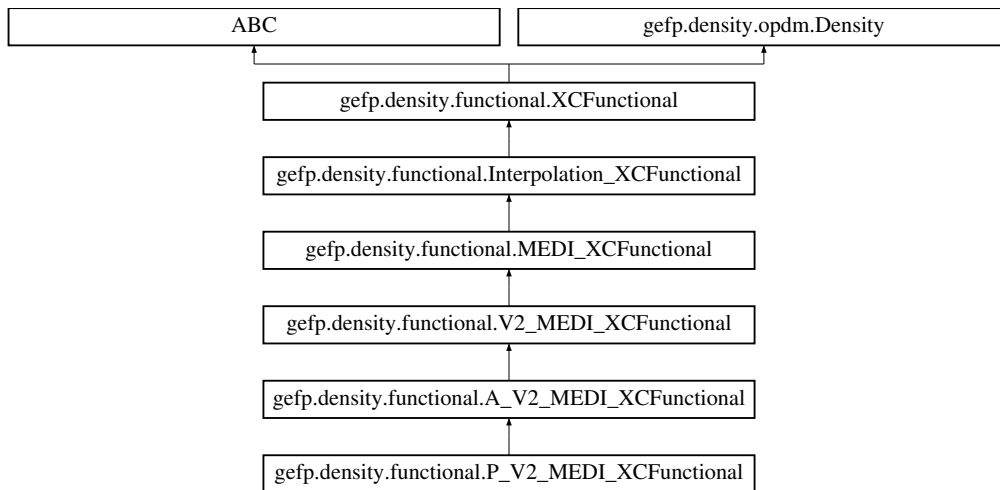 ABC
gefp.density.opdm.Density
gefp.density.functional.XCFunctional
gefp.density.functional.Interpolation_XCFunctional
gefp.density.functional.MEDI_XCFunctional
gefp.density.functional.V2_MEDI_XCFunctional
gefp.density.functional.A_V2_MEDI_XCFunctional
gefp.density.functional.P_V2_MEDI_XCFunctional